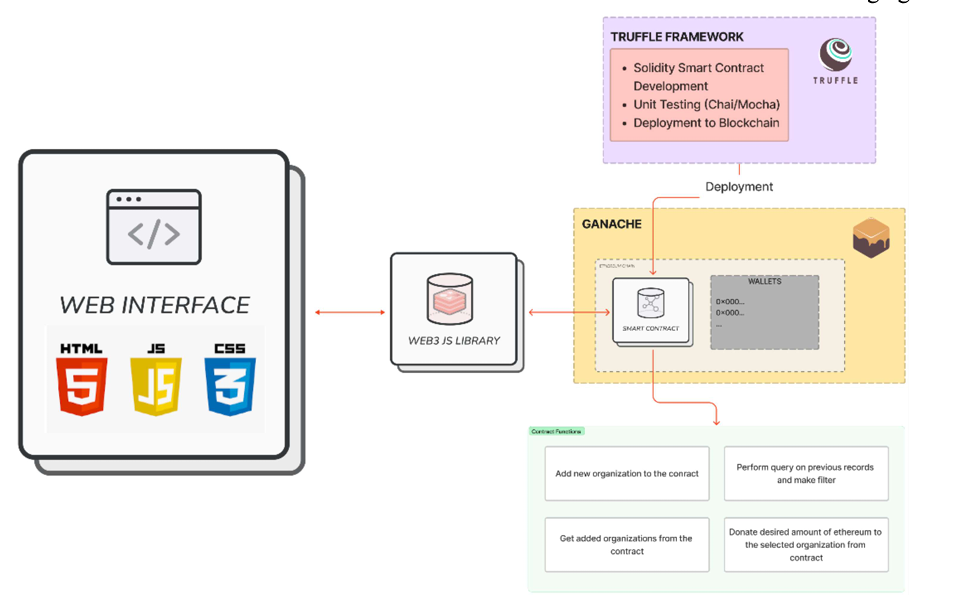 TRUFFLE FRAMEWORK
• Solidity Smart Contract
Development
• Unit Testing (Chai/Mocha)
• Deployment to Blockchain
TRUFFLE
Deployment
GANACHE
WALLETS
0×000...
0×000...
...
SMART CONTRACT
</>
WEB INTERFACE
HTML
JS
CSS
5
JS
3
WEB3 JS LIBRARY
Contract Functions
Add new organization to the conract
Perform query on previous records
and make filter
Get added organizations from the
contract
Donate desired amount of ethereum to
the selected organization from
contract